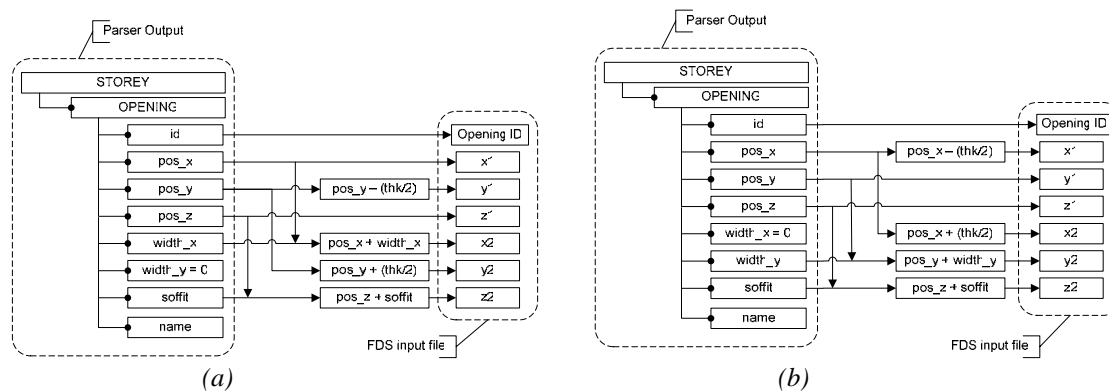 Parser Output
STOREY
OPENING
id
Opening ID
pos_x
x1
pos_y
pos_y – (thk/2)
y1
pos_z
z1
width_x
pos_x + width_x
x2
width_y = 0
pos_y + (thk/2)
y2
soffit
pos_z + soffit
z2
name
FDS input file
(a)
Parser Output
STOREY
OPENING
id
Opening ID
pos_x
pos_x – (thk/2)
x1
pos_y
y1
pos_z
z1
width_x = 0
pos_x + (thk/2)
x2
width_y
pos_y + width_y
y2
soffit
pos_z + soffit
z2
name
FDS input file
(b)